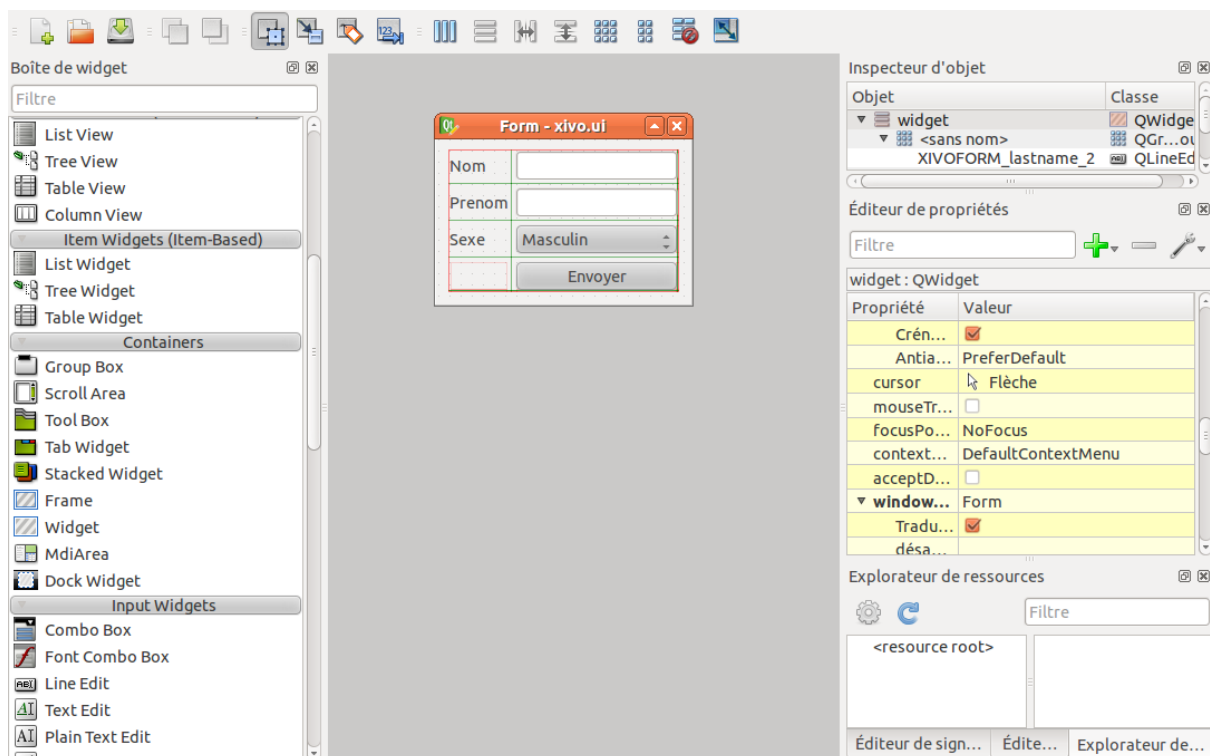 Boîte de widget
Filtre
List View
Tree View
Table View
Column View
Item Widgets (Item-Based)
List Widget
Tree Widget
Table Widget
Containers
Group Box
Scroll Area
Tool Box
Tab Widget
Stacked Widget
Frame
Widget
MdiArea
Dock Widget
Input Widgets
Combo Box
Font Combo Box
Line Edit
Text Edit
Plain Text Edit
Form - xivo.ui
Nom
Prenom
Sexe Masculin
Envoyer
Inspecteur d'objet
Objet Classe
widget QWidge
<sans nom> QGr...ou
XIVOFORM_lastname_2 QLineEd
Éditeur de propriétés
Filtre
widget : QWidget
Propriété Valeur
Crén...
Antia... PreferDefault
cursor Flèche
mouseTr...
focusPo... NoFocus
context... DefaultContextMenu
acceptD...
window... Form
Tradu...
désa...
Explorateur de ressources
Filtre
<resource root>
Éditeur de sign... Édite... Explorateur de...